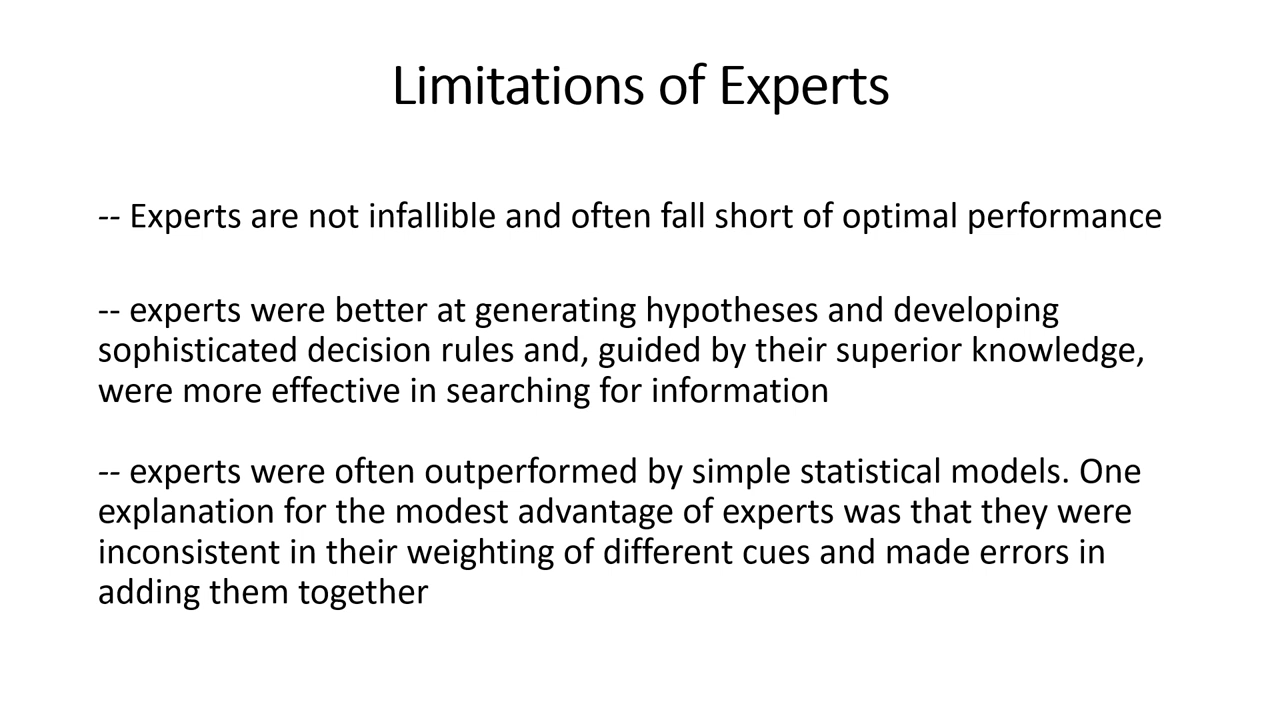 Limitations of Experts
-- Experts are not infallible and often fall short of optimal performance
-- experts were better at generating hypotheses and developing
sophisticated decision rules and, guided by their superior knowledge,
were more effective in searching for information
-- experts were often outperformed by simple statistical models. One
explanation for the modest advantage of experts was that they were
inconsistent in their weighting of different cues and made errors in
adding them together